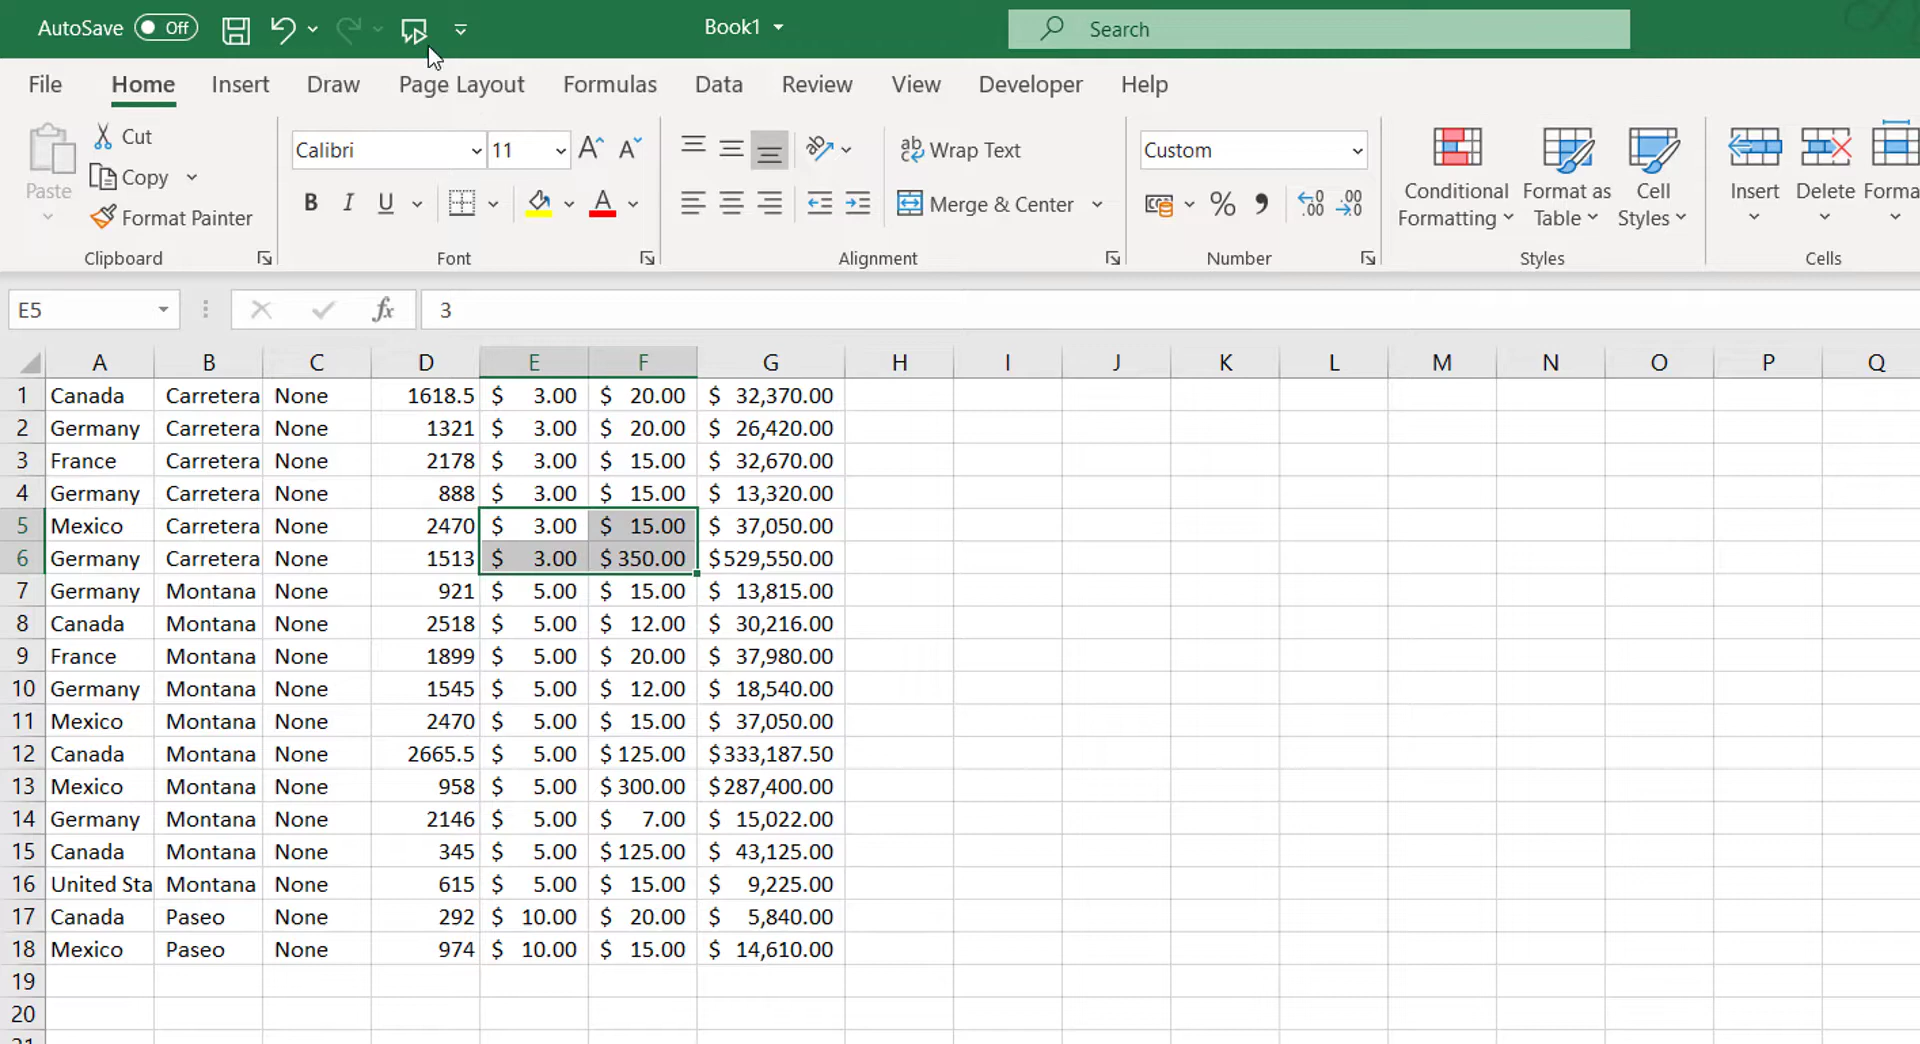 AutoSave Off Book1 Search
File Home Insert Draw Page Layout Formulas Data Review View Developer Help
Paste
Cut
Copy
Format Painter
Clipboard
Calibri 11
B I U A
Font
ab Wrap Text
Merge & Center
Alignment
Custom
% , .00 .00
Number
Conditional Formatting
Format as Table
Cell Styles
Styles
Insert
Delete
Forma
Cells
E5 fx 3
A B C D E F G H I J K L M N O P Q
1 Canada Carretera None 1618.5 $ 3.00 $ 20.00 $ 32,370.00
2 Germany Carretera None 1321 $ 3.00 $ 20.00 $ 26,420.00
3 France Carretera None 2178 $ 3.00 $ 15.00 $ 32,670.00
4 Germany Carretera None 888 $ 3.00 $ 15.00 $ 13,320.00
5 Mexico Carretera None 2470 $ 3.00 $ 15.00 $ 37,050.00
6 Germany Carretera None 1513 $ 3.00 $ 350.00 $529,550.00
7 Germany Montana None 921 $ 5.00 $ 15.00 $ 13,815.00
8 Canada Montana None 2518 $ 5.00 $ 12.00 $ 30,216.00
9 France Montana None 1899 $ 5.00 $ 20.00 $ 37,980.00
10 Germany Montana None 1545 $ 5.00 $ 12.00 $ 18,540.00
11 Mexico Montana None 2470 $ 5.00 $ 15.00 $ 37,050.00
12 Canada Montana None 2665.5 $ 5.00 $ 125.00 $333,187.50
13 Mexico Montana None 958 $ 5.00 $ 300.00 $287,400.00
14 Germany Montana None 2146 $ 5.00 $ 7.00 $ 15,022.00
15 Canada Montana None 345 $ 5.00 $ 125.00 $ 43,125.00
16 United Sta Montana None 615 $ 5.00 $ 15.00 $ 9,225.00
17 Canada Paseo None 292 $ 10.00 $ 20.00 $ 5,840.00
18 Mexico Paseo None 974 $ 10.00 $ 15.00 $ 14,610.00
19
20